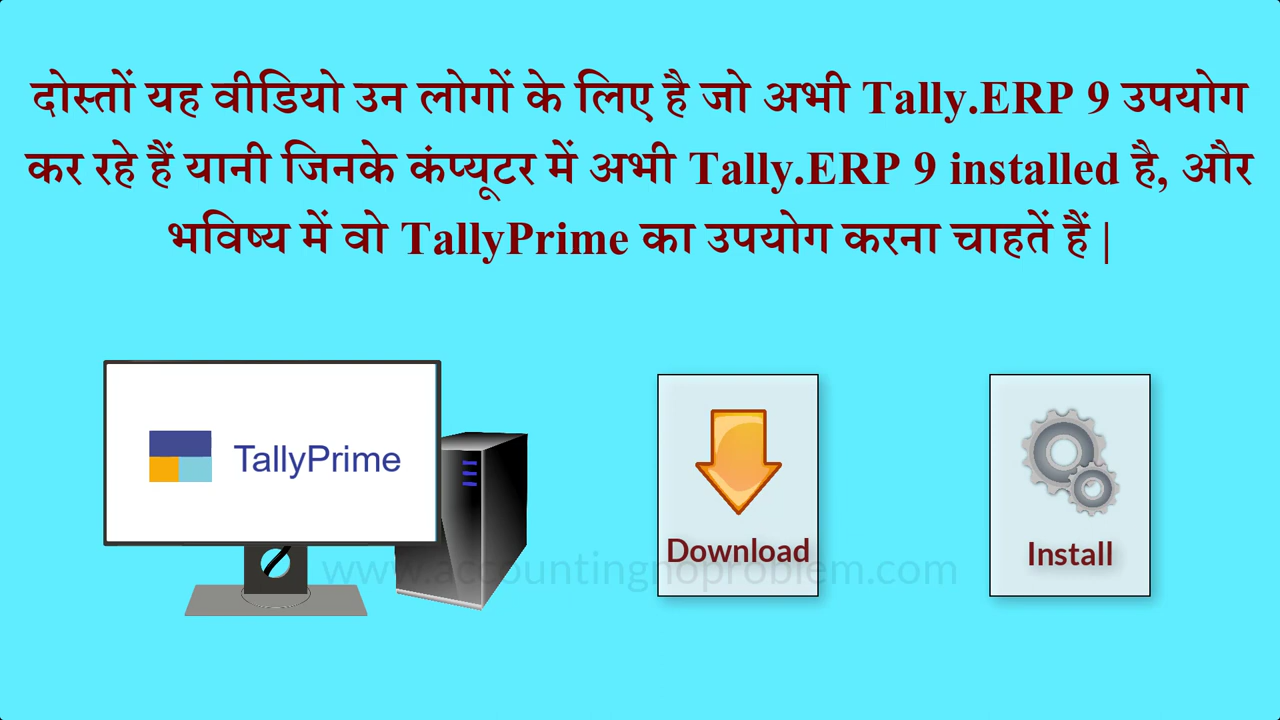 दोस्तों यह वीडियो उन लोगों के लिए है जो अभी Tally.ERP 9 उपयोग
कर रहे हैं यानी जिनके कंप्यूटर में अभी Tally.ERP 9 installed है, और
भविष्य में वो TallyPrime का उपयोग करना चाहतें हैं |
TallyPrime
Download
Install
www.accountingnoproblem.com